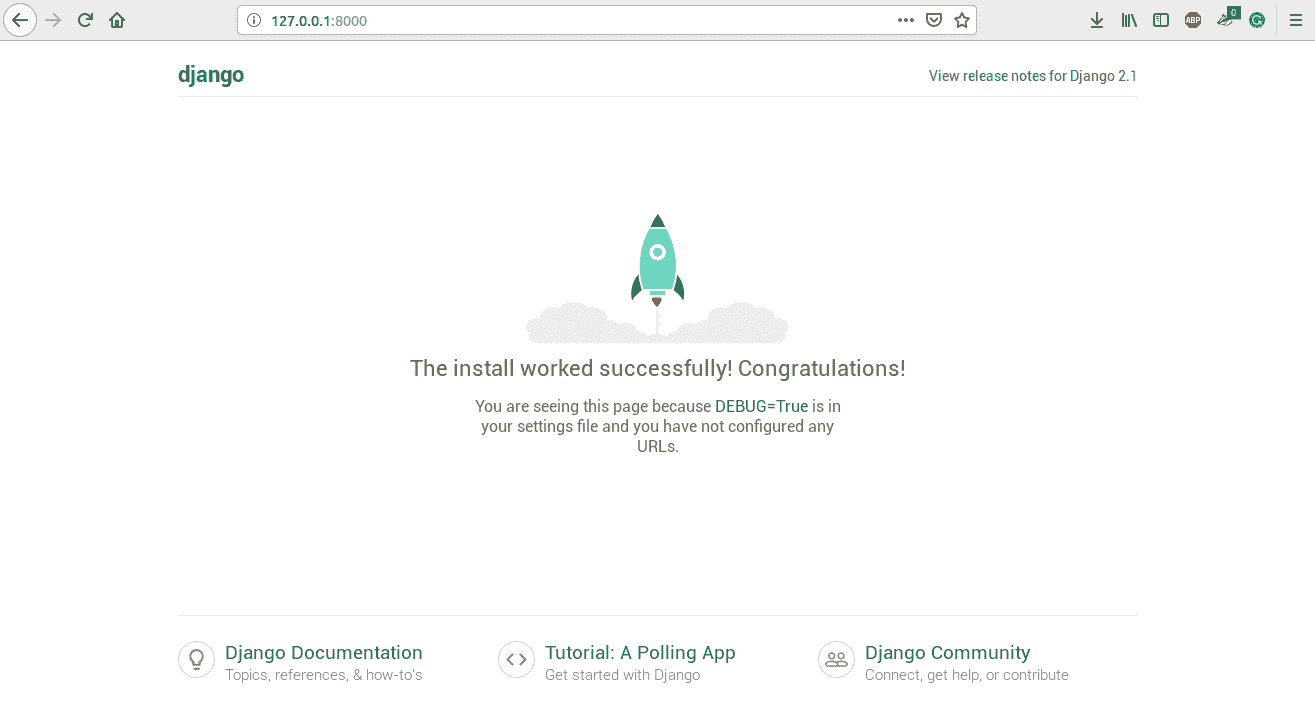 127.0.0.1:8000
ABP
0
django
View release notes for Django 2.1
The install worked successfully! Congratulations!
You are seeing this page because DEBUG=True is in
your settings file and you have not configured any
URLs.
Django Documentation
Topics, references, & how-to's
Tutorial: A Polling App
Get started with Django
Django Community
Connect, get help, or contribute